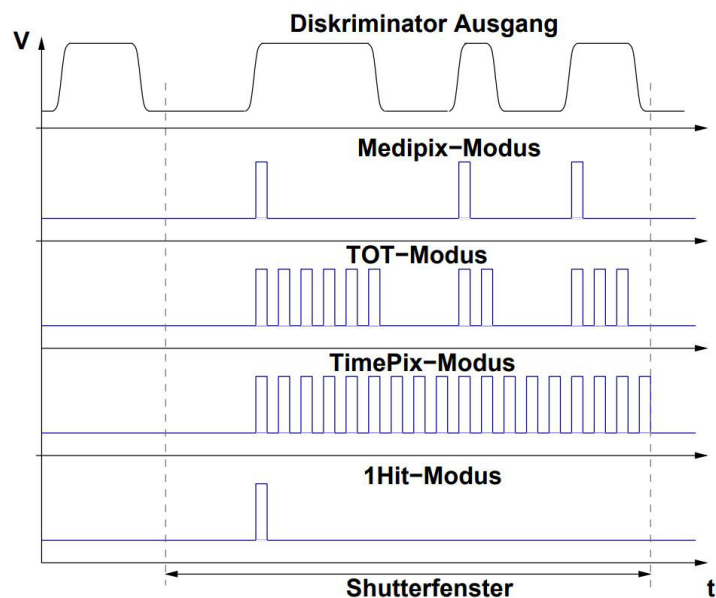 Diskriminator Ausgang
V
Medipix−Modus
TOT−Modus
TimePix−Modus
1Hit−Modus
Shutterfenster
t